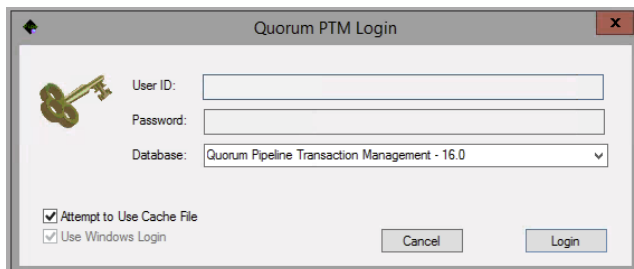 Quorum PTM Login
x
User ID:
Password:
Database: Quorum Pipeline Transaction Management - 16.0
Attempt to Use Cache File
Use Windows Login
Cancel Login